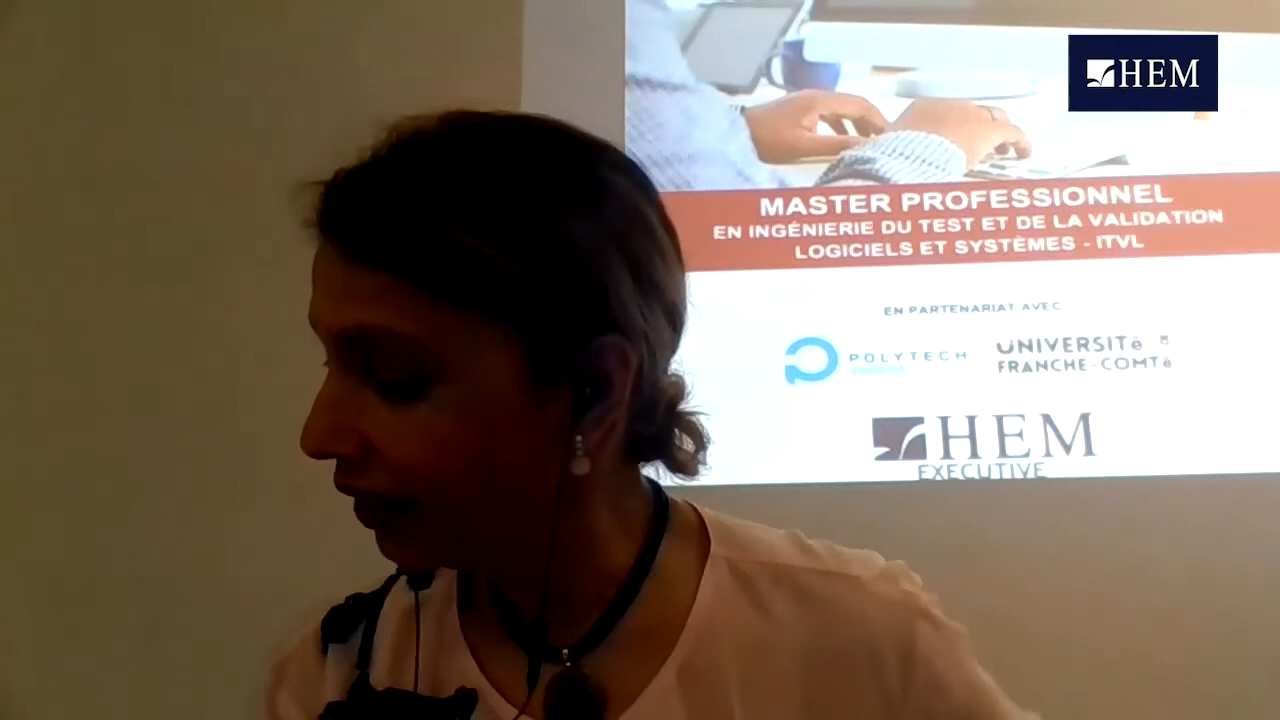 HEM
MASTER PROFESSIONNEL
EN INGÉNIERIE DU TEST ET DE LA VALIDATION
LOGICIELS ET SYSTÈMES - ITVL
EN PARTENARIAT AVEC
POLYTECH
UNIVERSITÉ
FRANCHE-COMTÉ
HEM
EXECUTIVE